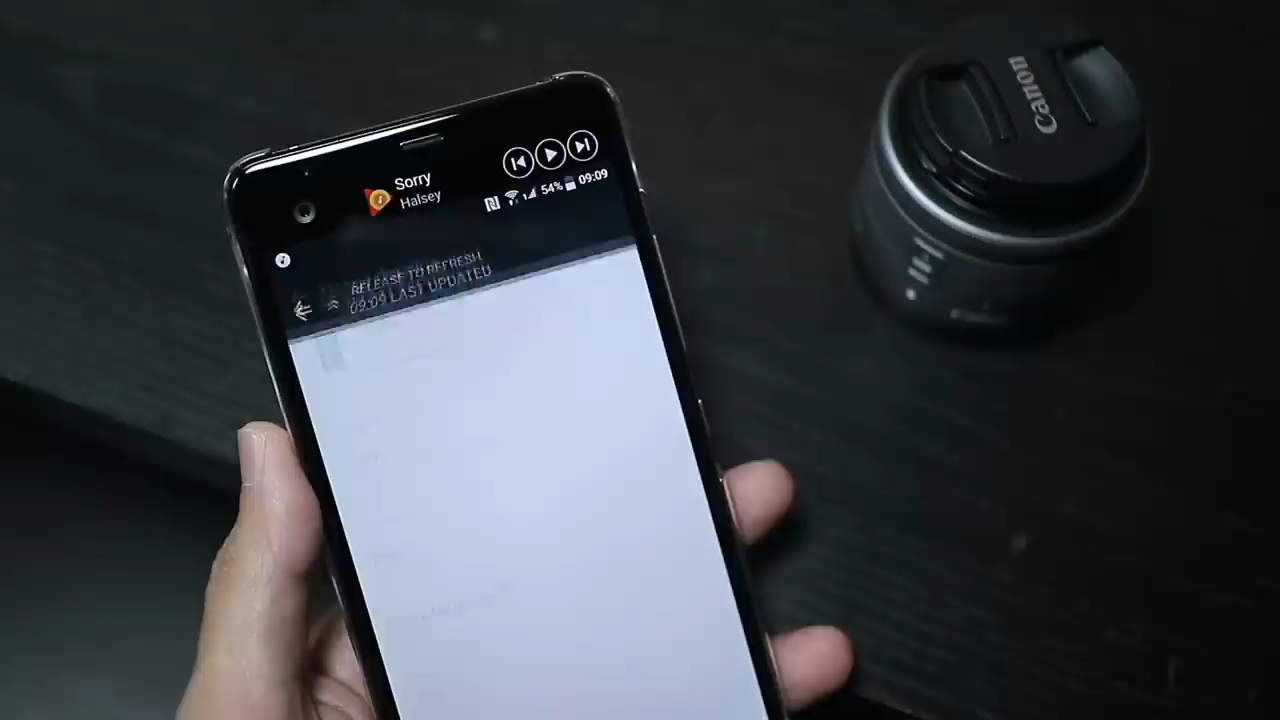 Sorry
Halsey
54% 09:09
RELEASE TO REFRESH
09:09 LAST UPDATED
Canon